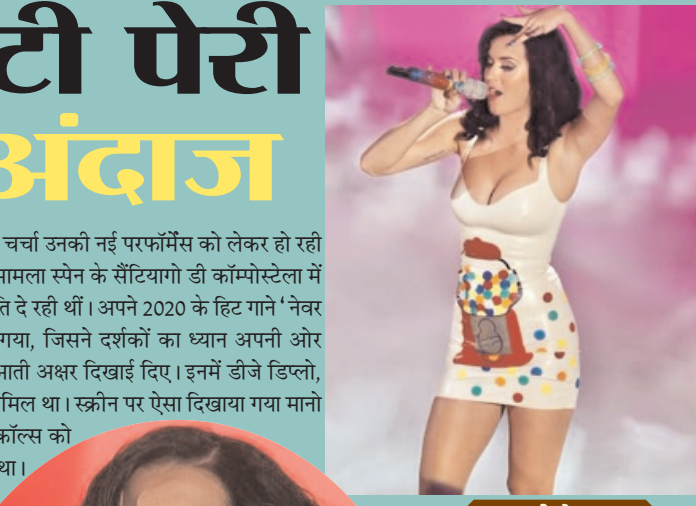 टी पेरी
अंदाज
चर्चा उनकी नई परफॉर्मेंस को लेकर हो रही
मामला स्पेन के सैंटियागो डी कॉम्पोस्टेला में
ति दे रही थीं। अपने 2020 के हिट गाने ‘नेवर
गया, जिसने दर्शकों का ध्यान अपनी ओर
आती अक्षर दिखाई दिए। इनमें डीजे डिप्लो,
मिल था। स्क्रीन पर ऐसा दिखाया गया मानो
कॉल्स को
था।